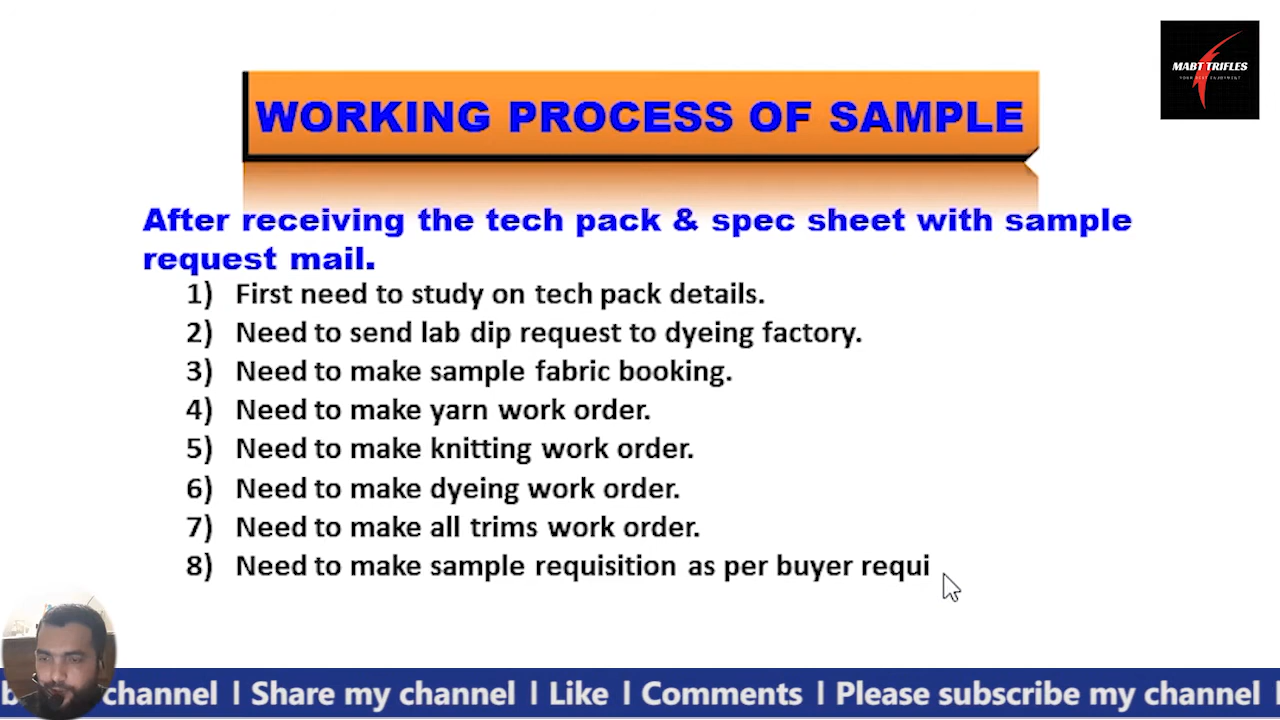 MABT TRIFLES
YOUR BEST ENJOYMENT
WORKING PROCESS OF SAMPLE
After receiving the tech pack & spec sheet with sample
request mail.
1) First need to study on tech pack details.
2) Need to send lab dip request to dyeing factory.
3) Need to make sample fabric booking.
4) Need to make yarn work order.
5) Need to make knitting work order.
6) Need to make dyeing work order.
7) Need to make all trims work order.
8) Need to make sample requisition as per buyer requi
channel I Share my channel I Like I Comments I Please subscribe my channel I